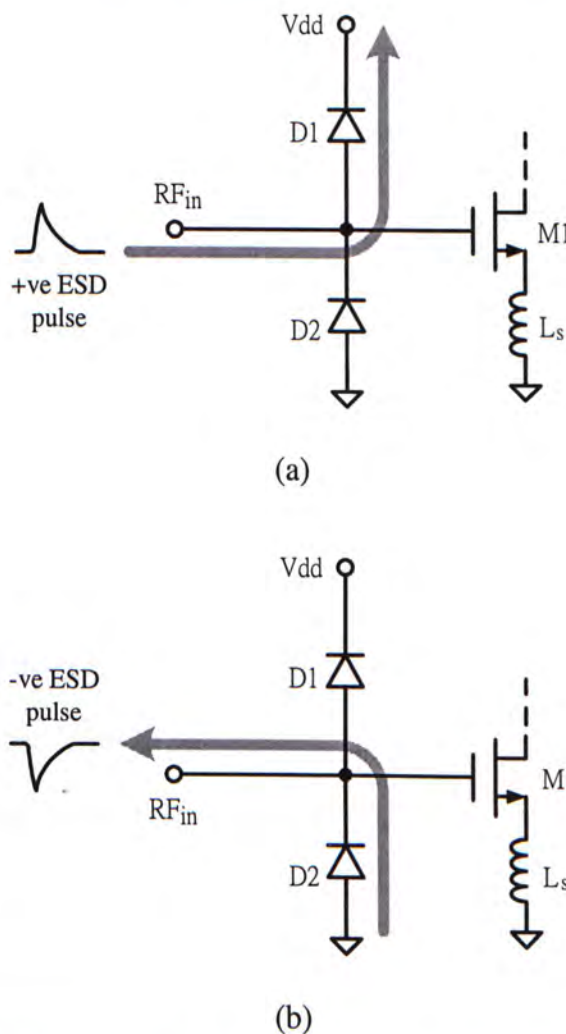 Vdd
D1
RFin
M1
+ve ESD
pulse
D2
Ls
(a)
Vdd
-ve ESD
pulse
D1
RFin
M
D2
Ls
(b)